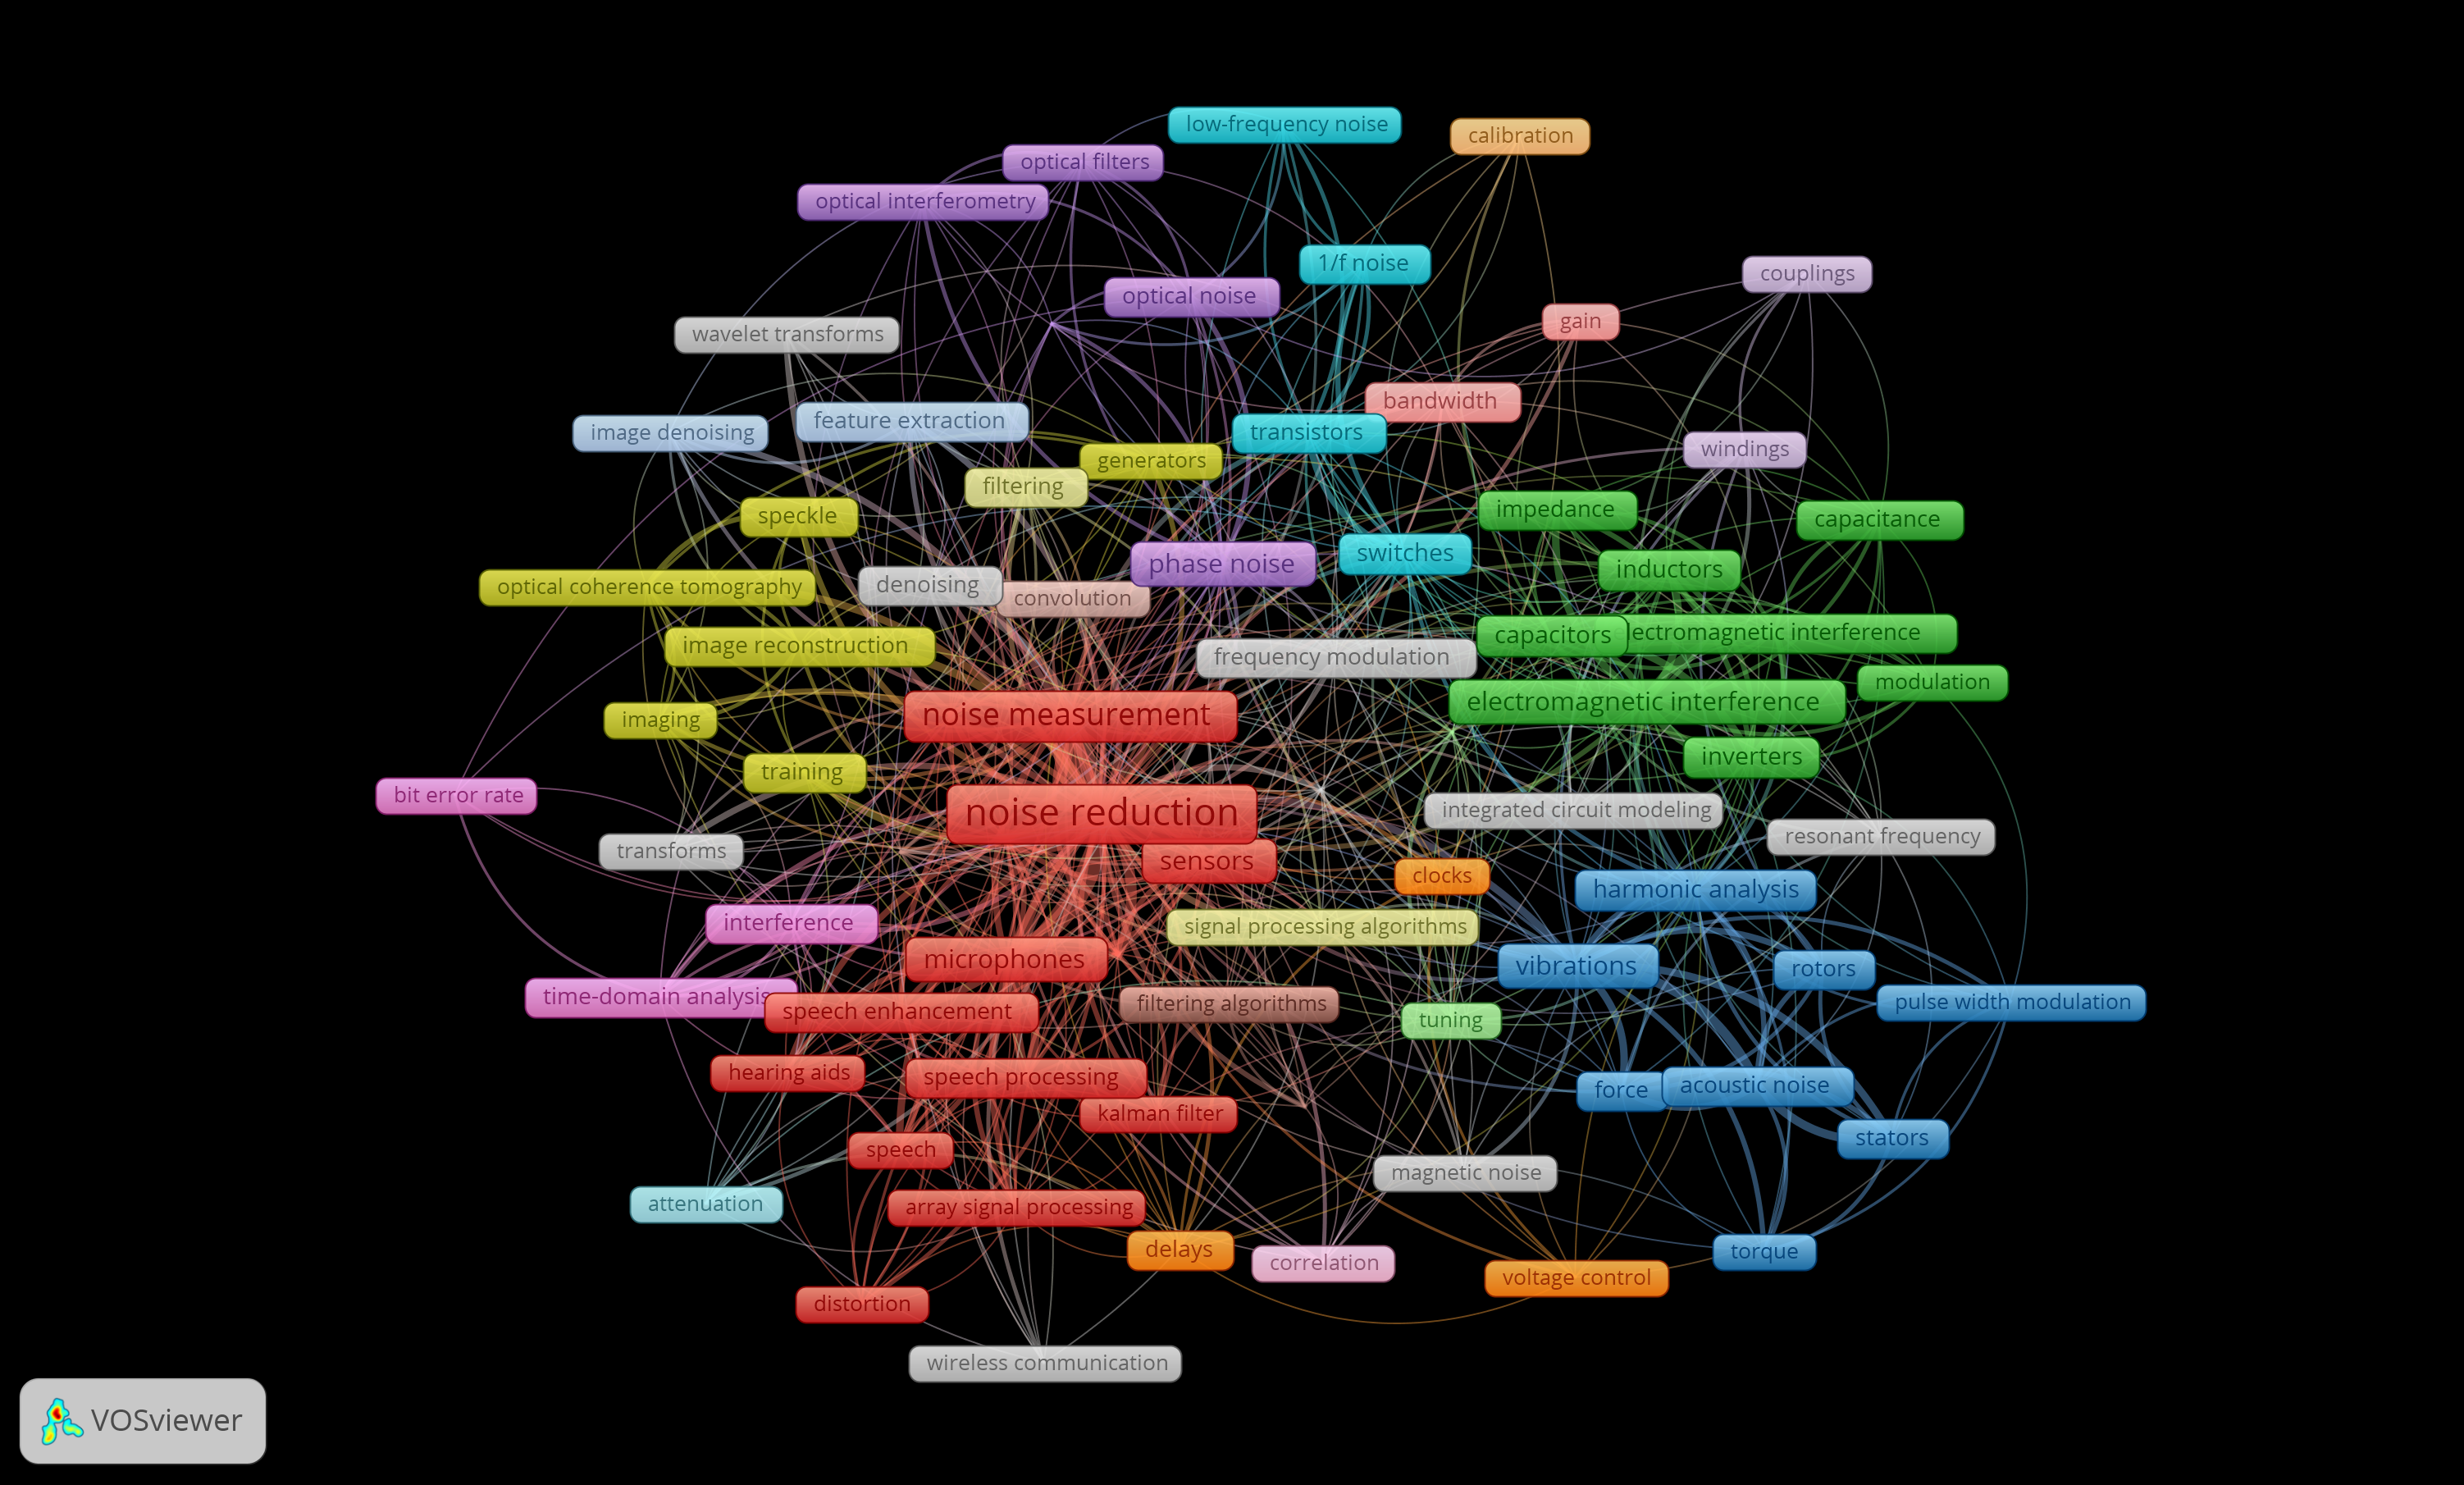 low-frequency noise
calibration
optical filters
optical interferometry
1/f noise
couplings
optical noise
gain
wavelet transforms
bandwidth
feature extraction
image denoising
transistors
windings
generators
filtering
impedance
speckle
capacitance
switches
phase noise
inductors
denoising
optical coherence tomography
convolution
capacitors
ectromagnetic interference
image reconstruction
frequency modulation
modulation
electromagnetic interference
noise measurement
imaging
inverters
training
bit error rate
noise reduction
integrated circuit modeling
resonant frequency
transforms
sensors
clocks
harmonic analysis
interference
signal processing algorithms
microphones
vibrations
rotors
time-domain analysis
pulse width modulation
filtering algorithms
speech enhancement
tuning
hearing aids
speech processing
acoustic noise
force
kalman filter
stators
speech
magnetic noise
attenuation
array signal processing
delays
torque
correlation
voltage control
distortion
wireless communication
VOSviewer